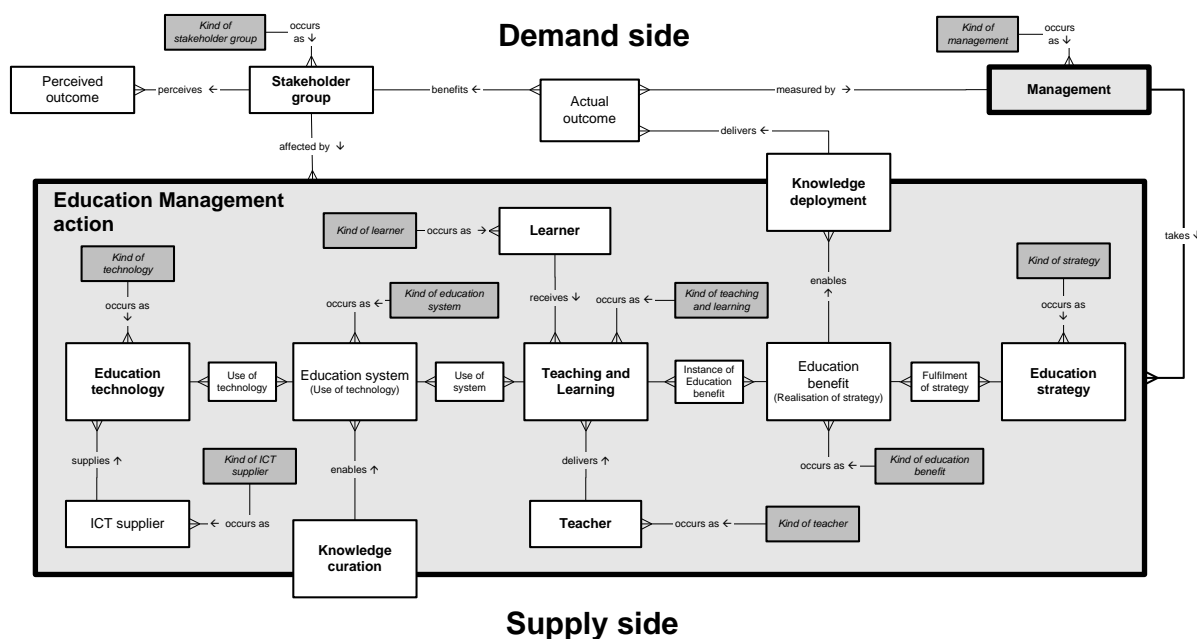 Demand side
Kind of
stakeholder group
occurs
as ↓
Kind of
management
occurs
as ↓
Perceived
outcome
perceives ←
Stakeholder
group
benefits ←
Actual
outcome
measured by →
Management
affected by ↓
delivers ←
takes ↓
Education Management
action
Knowledge
deployment
Kind of learner
occurs as →
Learner
Kind of
technology
occurs as
↓
occurs as ←
Kind of education
system
receives ↓
occurs as
←
Kind of teaching
and learning
enables
↑
Kind of strategy
occurs as
↓
Education
technology
Use of
technology
Education system
(Use of technology)
Use of
system
Teaching and
Learning
Instance of
Education
benefit
Education
benefit
(Realisation of strategy)
Fulfilment
of strategy
Education
strategy
supplies ↑
Kind of ICT
supplier
enables ↑
delivers ↑
occurs as ←
Kind of education
benefit
ICT supplier
← occurs
as
Knowledge
curation
Teacher
occurs as ←
Kind of teacher
Supply side